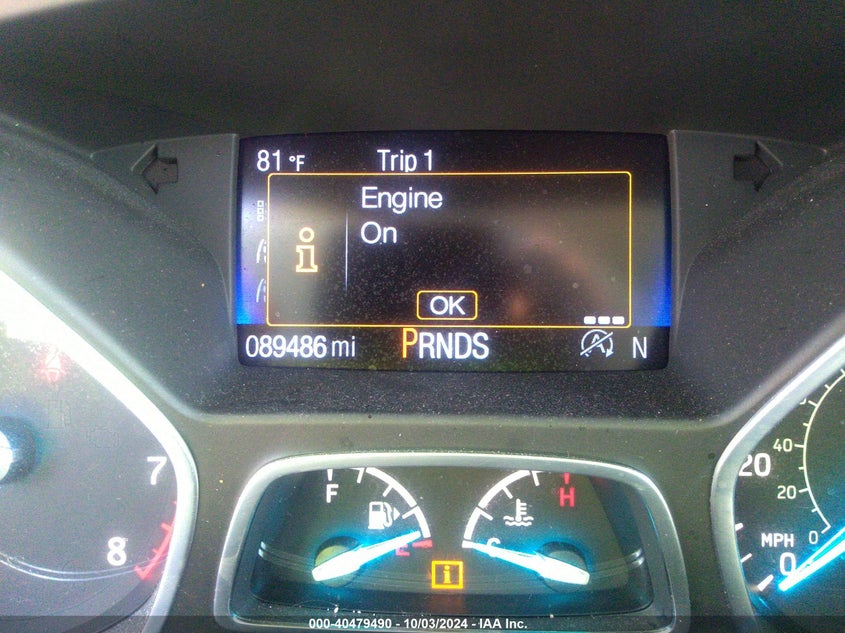 81 °F Trip 1
Engine
On
OK
089486 mi PRNDS N
7
8
F
E
H
C
40
20
20
0
MPH
0
000-40479490 - 10/03/2024 - IAA Inc.